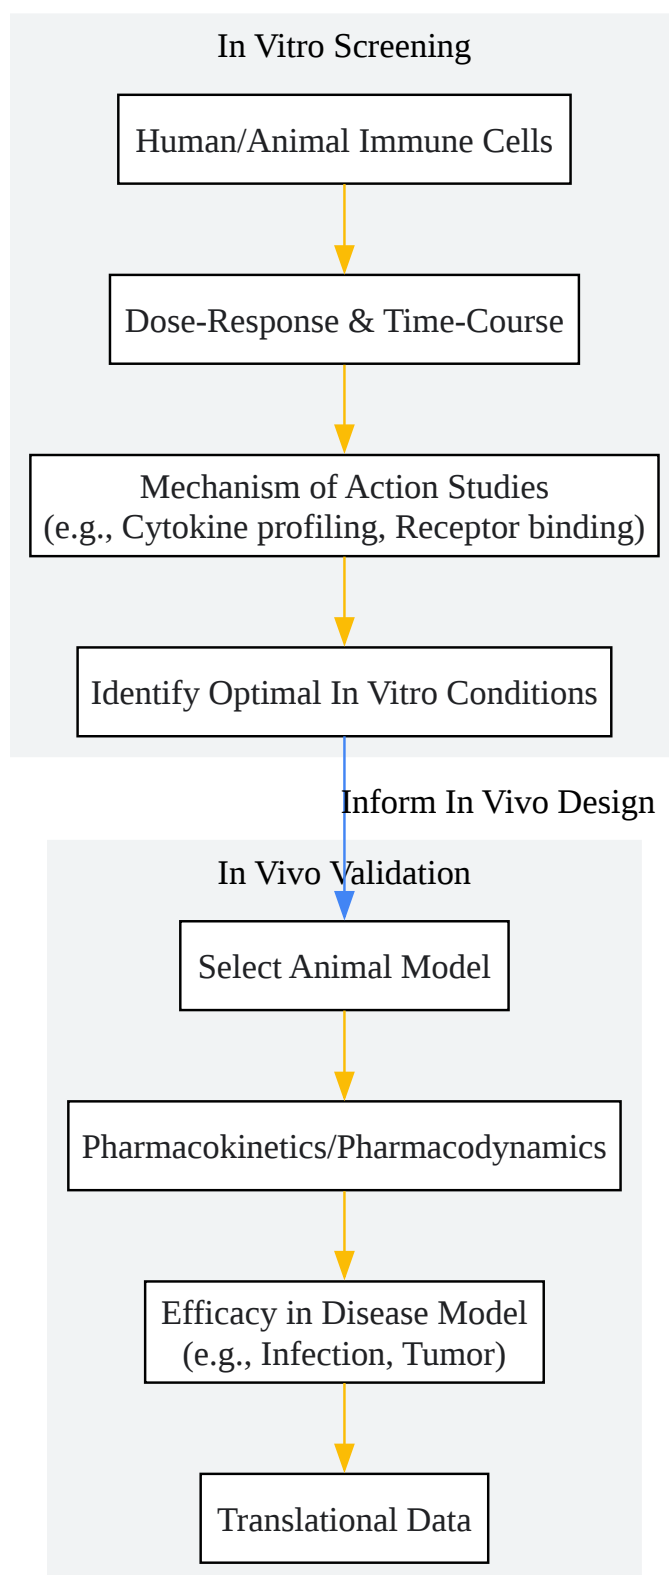 In Vitro Screening
Human/Animal Immune Cells
Dose-Response & Time-Course
Mechanism of Action Studies
(e.g., Cytokine profiling, Receptor binding)
Identify Optimal In Vitro Conditions
Inform In Vivo Design
In Vivo Validation
Select Animal Model
Pharmacokinetics/Pharmacodynamics
Efficacy in Disease Model
(e.g., Infection, Tumor)
Translational Data